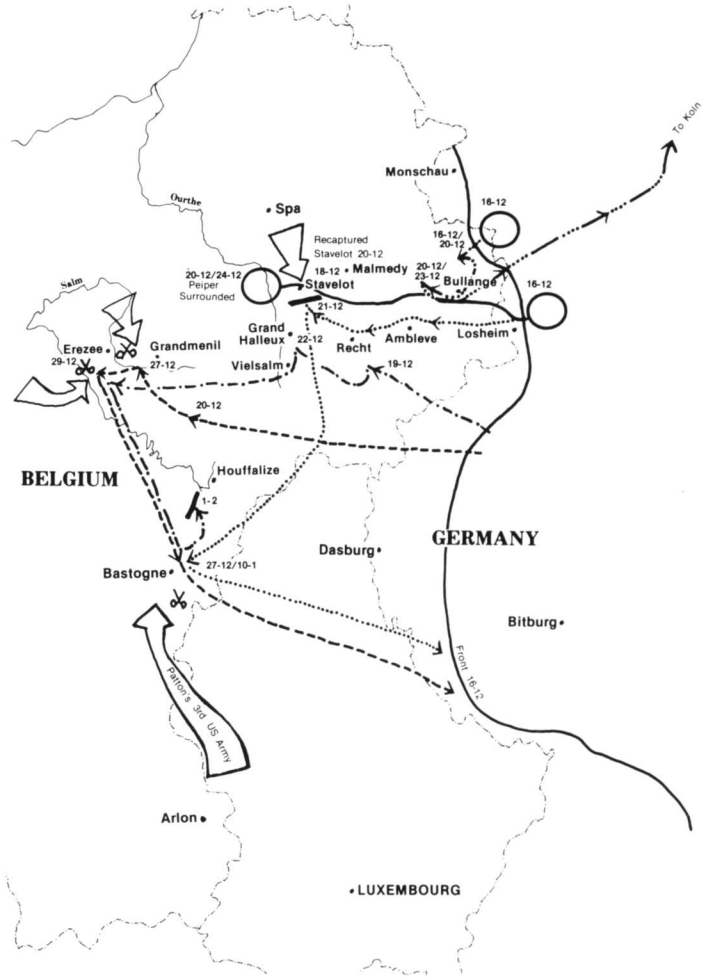 To Koln
Monschau
Ourthe
16-12
Spa
16-12/
20-12
Recaptured
Stavelot 20-12
20-12/24-12
Peiper
Surrounded
18-12
Stavelot
Malmedy
20-12/
23-12
Bullange
16-12
Salm
21-12
Grand
Halleux
22-12
Recht
Ambleve
Losheim
Erezee
29-12
Grandmenil
27-12
Vielsalm
19-12
20-12
BELGIUM
Houffalize
1-2
GERMANY
Dasburg
Bastogne
27-12/10-1
Bitburg
Front 16-12
Patton's 3rd US Army
Arlon
LUXEMBOURG